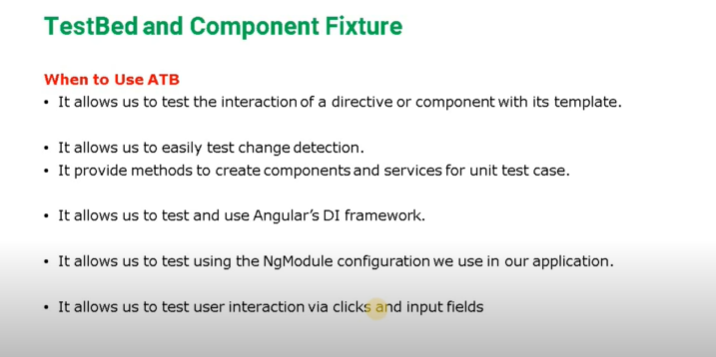 TestBed and Component Fixture
When to Use ATB
• It allows us to test the interaction of a directive or component with its template.
• It allows us to easily test change detection.
• It provide methods to create components and services for unit test case.
• It allows us to test and use Angular's DI framework.
• It allows us to test using the NgModule configuration we use in our application.
• It allows us to test user interaction via clicks and input fields